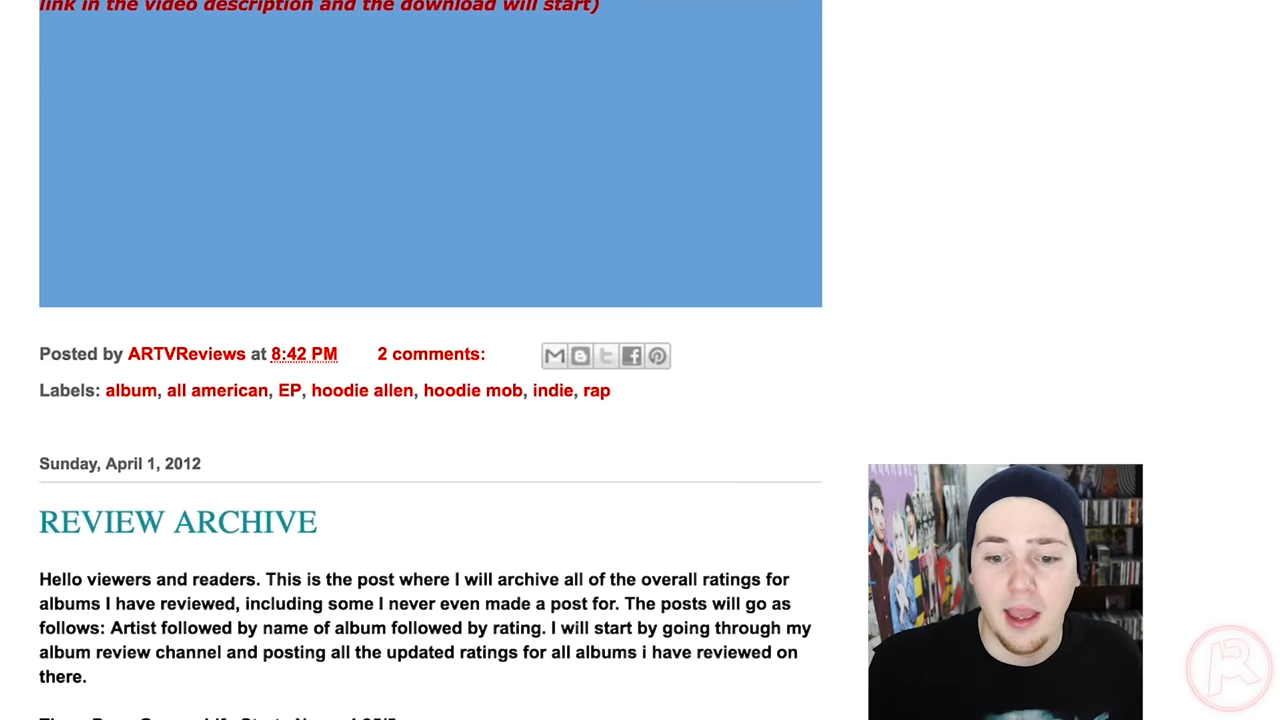 link in the video description and the download will start)
Posted by ARTVReviews at 8:42 PM 2 comments:
Labels: album, all american, EP, hoodie allen, hoodie mob, indie, rap
Sunday, April 1, 2012
REVIEW ARCHIVE
Hello viewers and readers. This is the post where I will archive all of the overall ratings for
albums I have reviewed, including some I never even made a post for. The posts will go as
follows: Artist followed by name of album followed by rating. I will start by going through my
album review channel and posting all the updated ratings for all albums i have reviewed on
there.